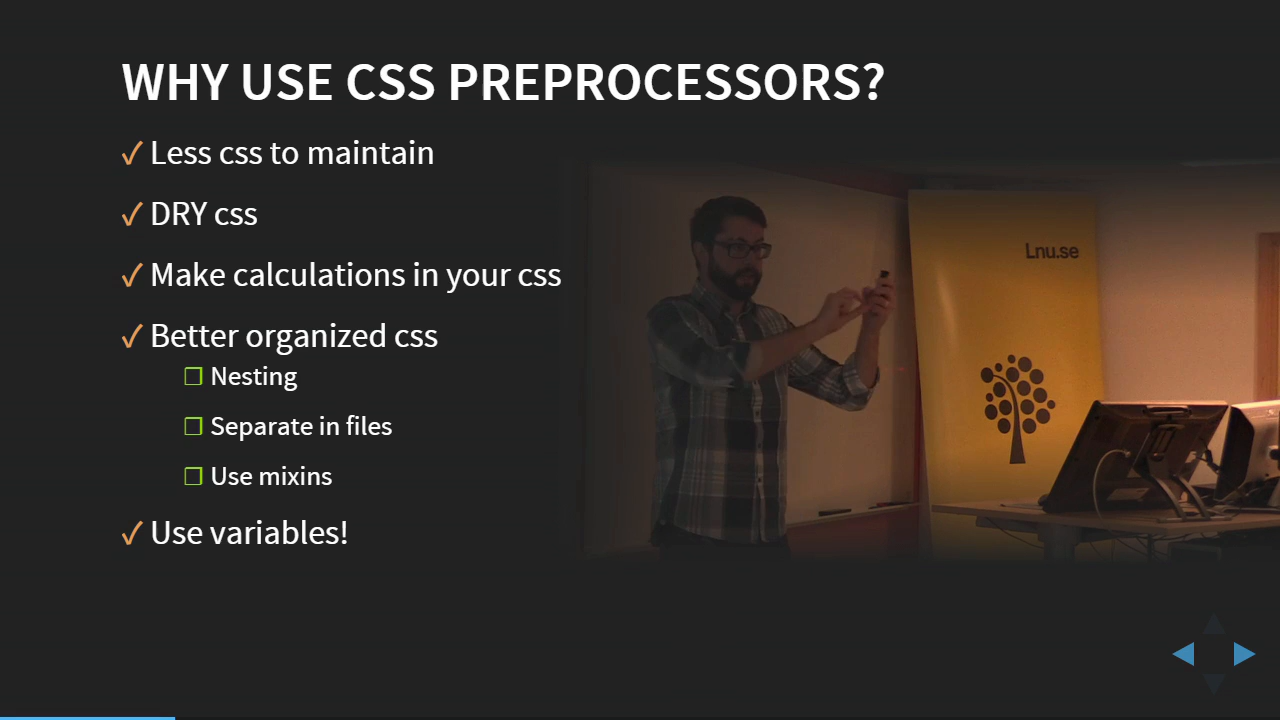 WHY USE CSS PREPROCESSORS?
✓ Less css to maintain
✓ DRY css
✓ Make calculations in your css
✓ Better organized css
❒ Nesting
❒ Separate in files
❒ Use mixins
✓ Use variables!
Lnu.se